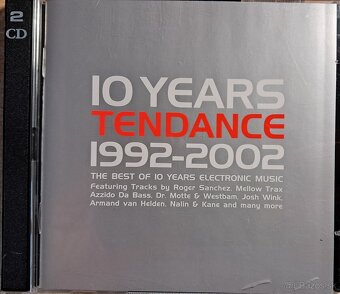 2
CD
10 YEARS
TENDANCE
1992-2002
THE BEST OF 10 YEARS ELECTRONIC MUSIC
Featuring Tracks by Roger Sanchez, Mellow Trax
Azzido Da Bass, Dr. Motte & Westbam, Josh Wink,
Armand van Helden, Nalin & Kane and many more